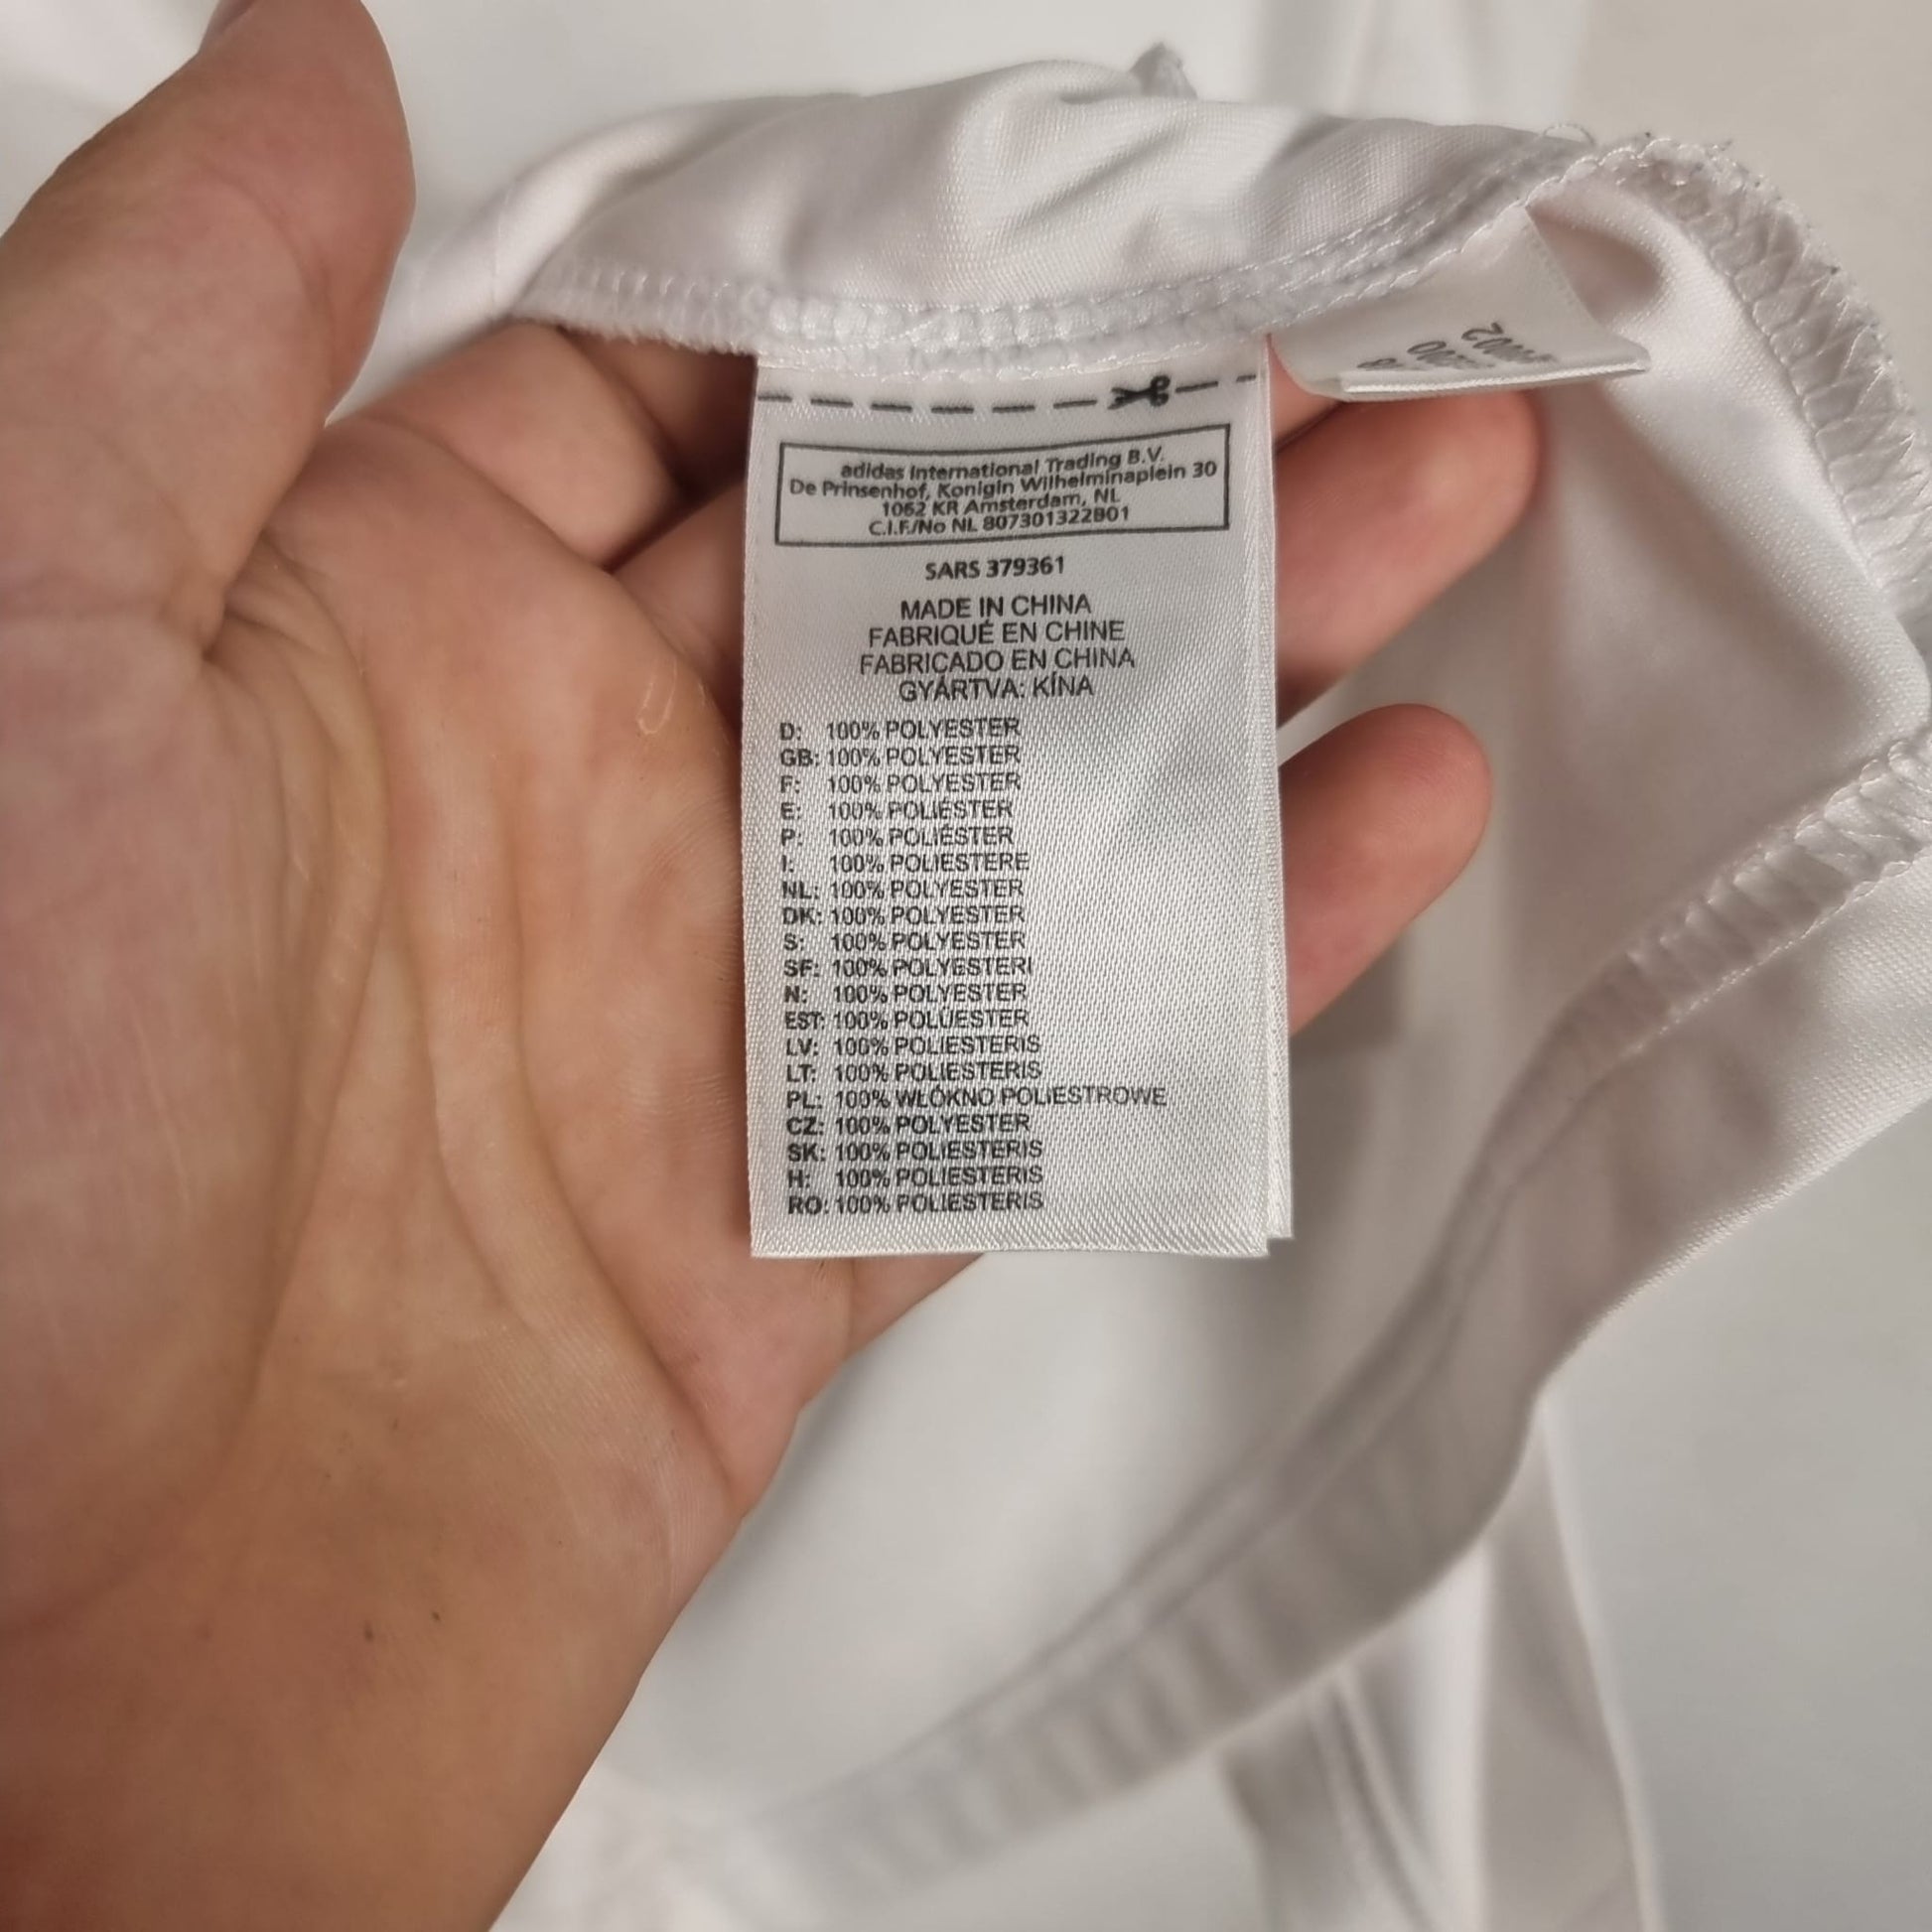 adidas International Trading B.V.
De Prinsenhof, Konigin Wilhelminaplein 30
1062 KR Amsterdam, NL
C.I.F./No NL 807301322B01
SARS 379361
MADE IN CHINA
FABRIQUÉ EN CHINE
FABRICADO EN CHINA
GYÁRTVA: KÍNA
D: 100% POLYESTER
GB: 100% POLYESTER
F: 100% POLYESTER
E: 100% POLIÉSTER
P: 100% POLIÉSTER
I: 100% POLIESTERE
NL: 100% POLYESTER
DK: 100% POLYESTER
S: 100% POLYESTER
SF: 100% POLYESTERI
N: 100% POLYESTER
EST: 100% POLÜESTER
LV: 100% POLIESTERIS
LT: 100% POLIESTERIS
PL: 100% WŁÓKNO POLIESTROWE
CZ: 100% POLYESTER
SK: 100% POLIESTERIS
H: 100% POLIESTERIS
RO: 100% POLIESTERIS